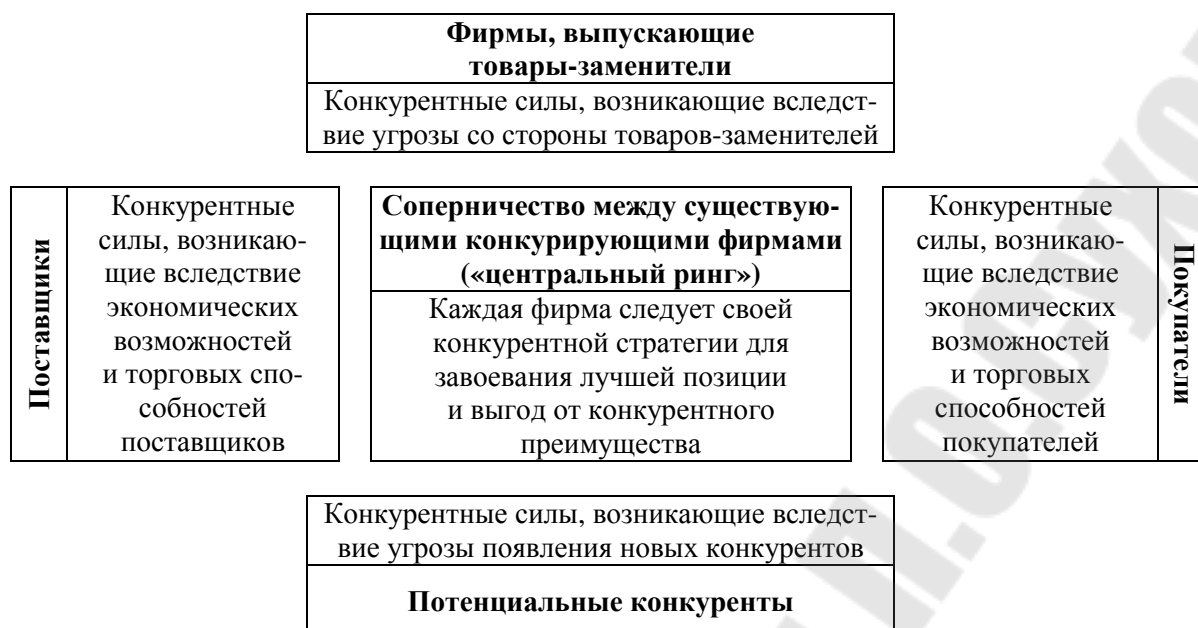 Фирмы, выпускающие
товары-заменители
Конкурентные силы, возникающие вследст-
вие угрозы со стороны товаров-заменителей
Поставщики
Конкурентные
силы, возникаю-
щие вследствие
экономических
возможностей
и торговых спо-
собностей
поставщиков
Соперничество между существую-
щими конкурирующими фирмами
(«центральный ринг»)
Каждая фирма следует своей
конкурентной стратегии для
завоевания лучшей позиции
и выгод от конкурентного
преимущества
Конкурентные
силы, возникаю-
щие вследствие
экономических
возможностей
и торговых
способностей
покупателей
Покупатели
Конкурентные силы, возникающие вследст-
вие угрозы появления новых конкурентов
Потенциальные конкуренты